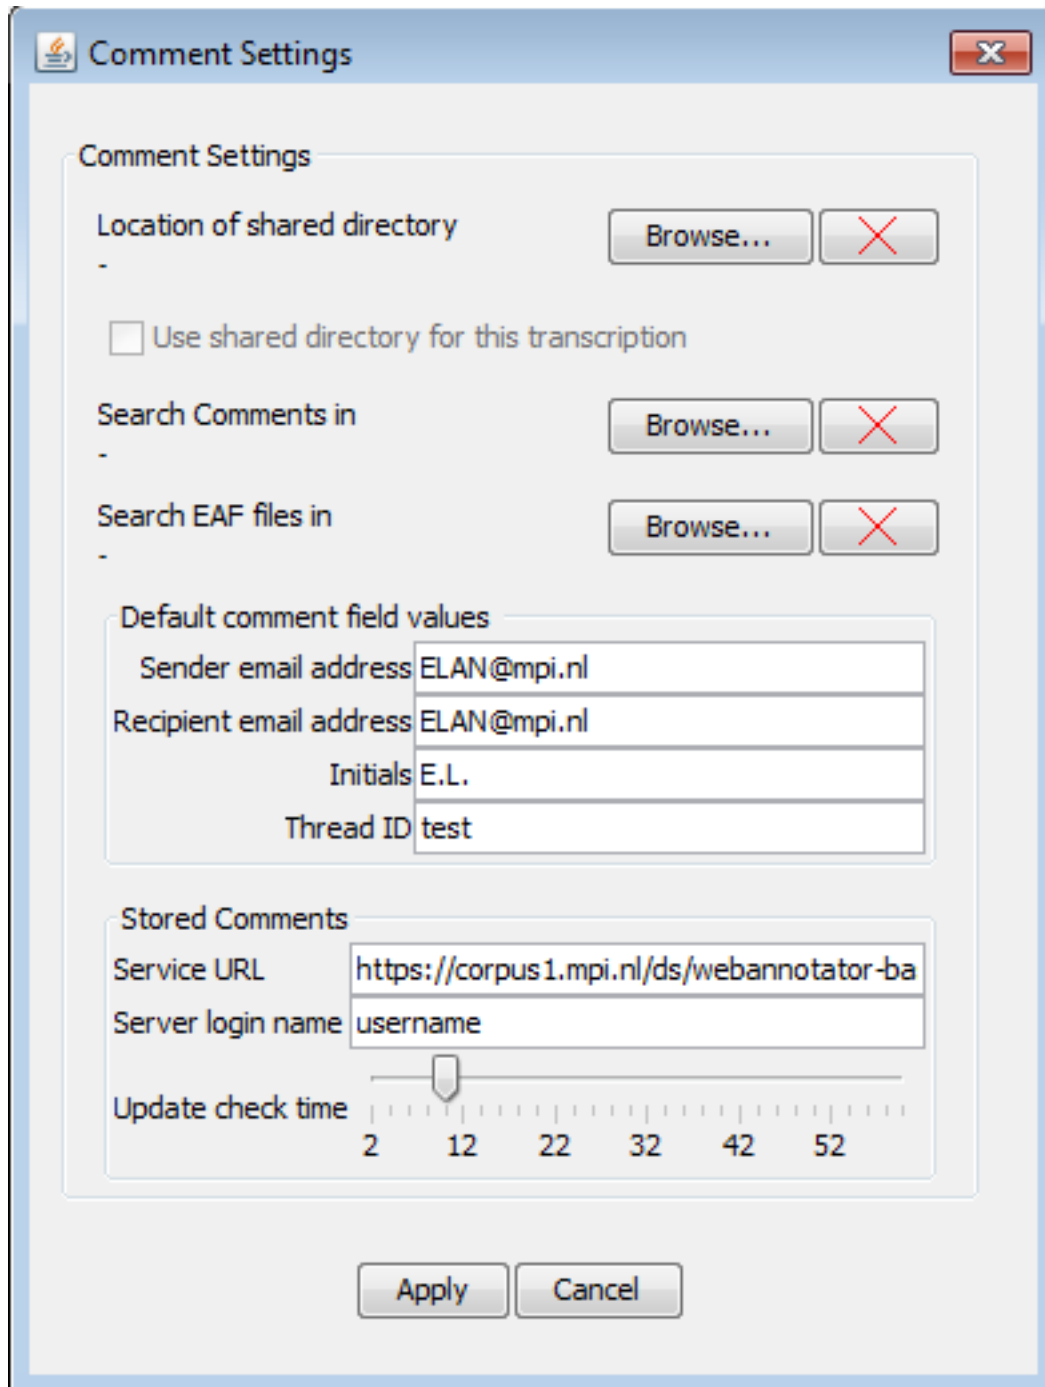 Comment Settings
Comment Settings
Location of shared directory
-
Browse...
Use shared directory for this transcription
Search Comments in
-
Browse...
Search EAF files in
-
Browse...
Default comment field values
Sender email address ELAN@mpi.nl
Recipient email address ELAN@mpi.nl
Initials E.L.
Thread ID test
Stored Comments
Service URL https://corpus1.mpi.nl/ds/webannotator-ba
Server login name username
Update check time
2 12 22 32 42 52
Apply Cancel